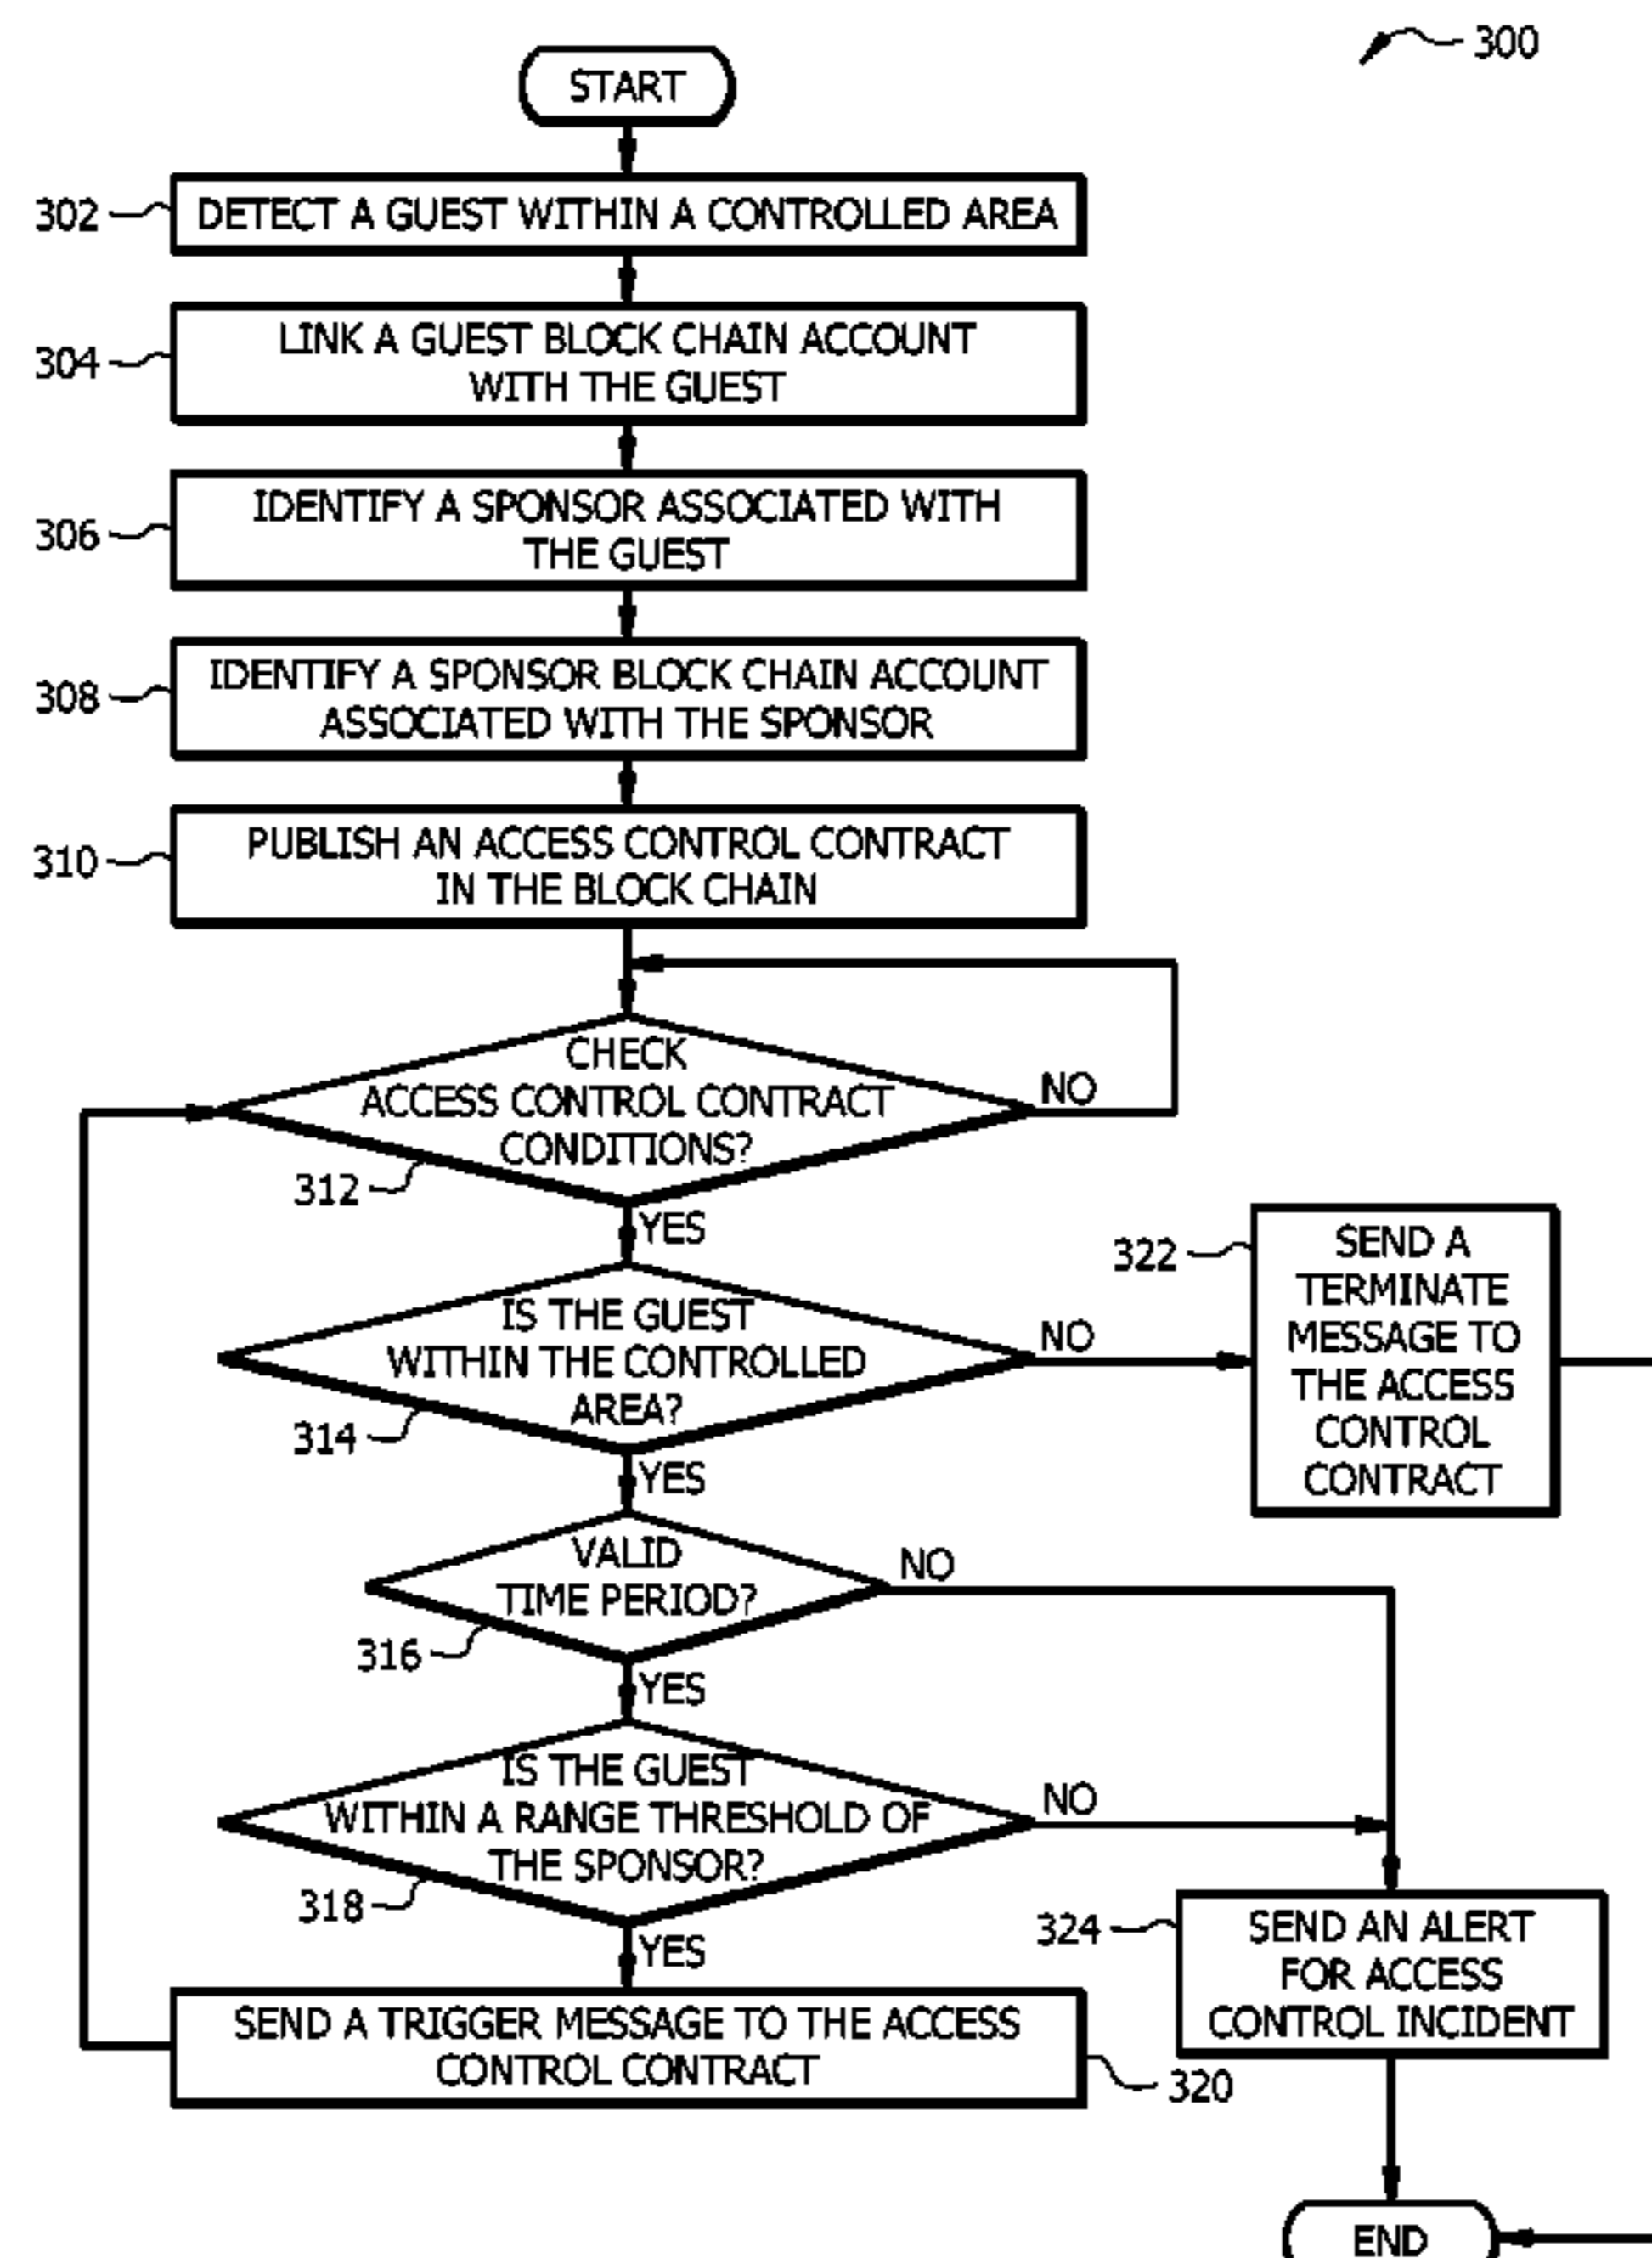 300
START
302
DETECT A GUEST WITHIN A CONTROLLED AREA
304
LINK A GUEST BLOCK CHAIN ACCOUNT
WITH THE GUEST
306
IDENTIFY A SPONSOR ASSOCIATED WITH
THE GUEST
308
IDENTIFY A SPONSOR BLOCK CHAIN ACCOUNT
ASSOCIATED WITH THE SPONSOR
310
PUBLISH AN ACCESS CONTROL CONTRACT
IN THE BLOCK CHAIN
CHECK
ACCESS CONTROL CONTRACT
CONDITIONS?
NO
312
YES
IS THE GUEST
WITHIN THE CONTROLLED
AREA?
NO
314
YES
322
SEND A
TERMINATE
MESSAGE TO
THE ACCESS
CONTROL
CONTRACT
VALID
TIME PERIOD?
NO
316
YES
IS THE GUEST
WITHIN A RANGE THRESHOLD OF
THE SPONSOR?
NO
318
YES
324
SEND AN ALERT
FOR ACCESS
CONTROL INCIDENT
SEND A TRIGGER MESSAGE TO THE ACCESS
CONTROL CONTRACT
320
END